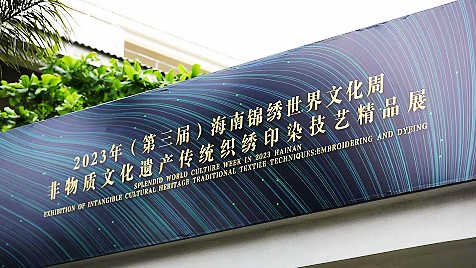 2023年（第三届）海南锦绣世界文化周
非物质文化遗产传统织绣印染技艺精品展
SPLENDID WORLD CULTURE WEEK IN 2023 HAINAN
EXHIBITION OF INTANGIBLE CULTURAL HERITAGE TRADITIONAL TEXTILE TECHNIQUES:EMBROIDERING AND DYEING